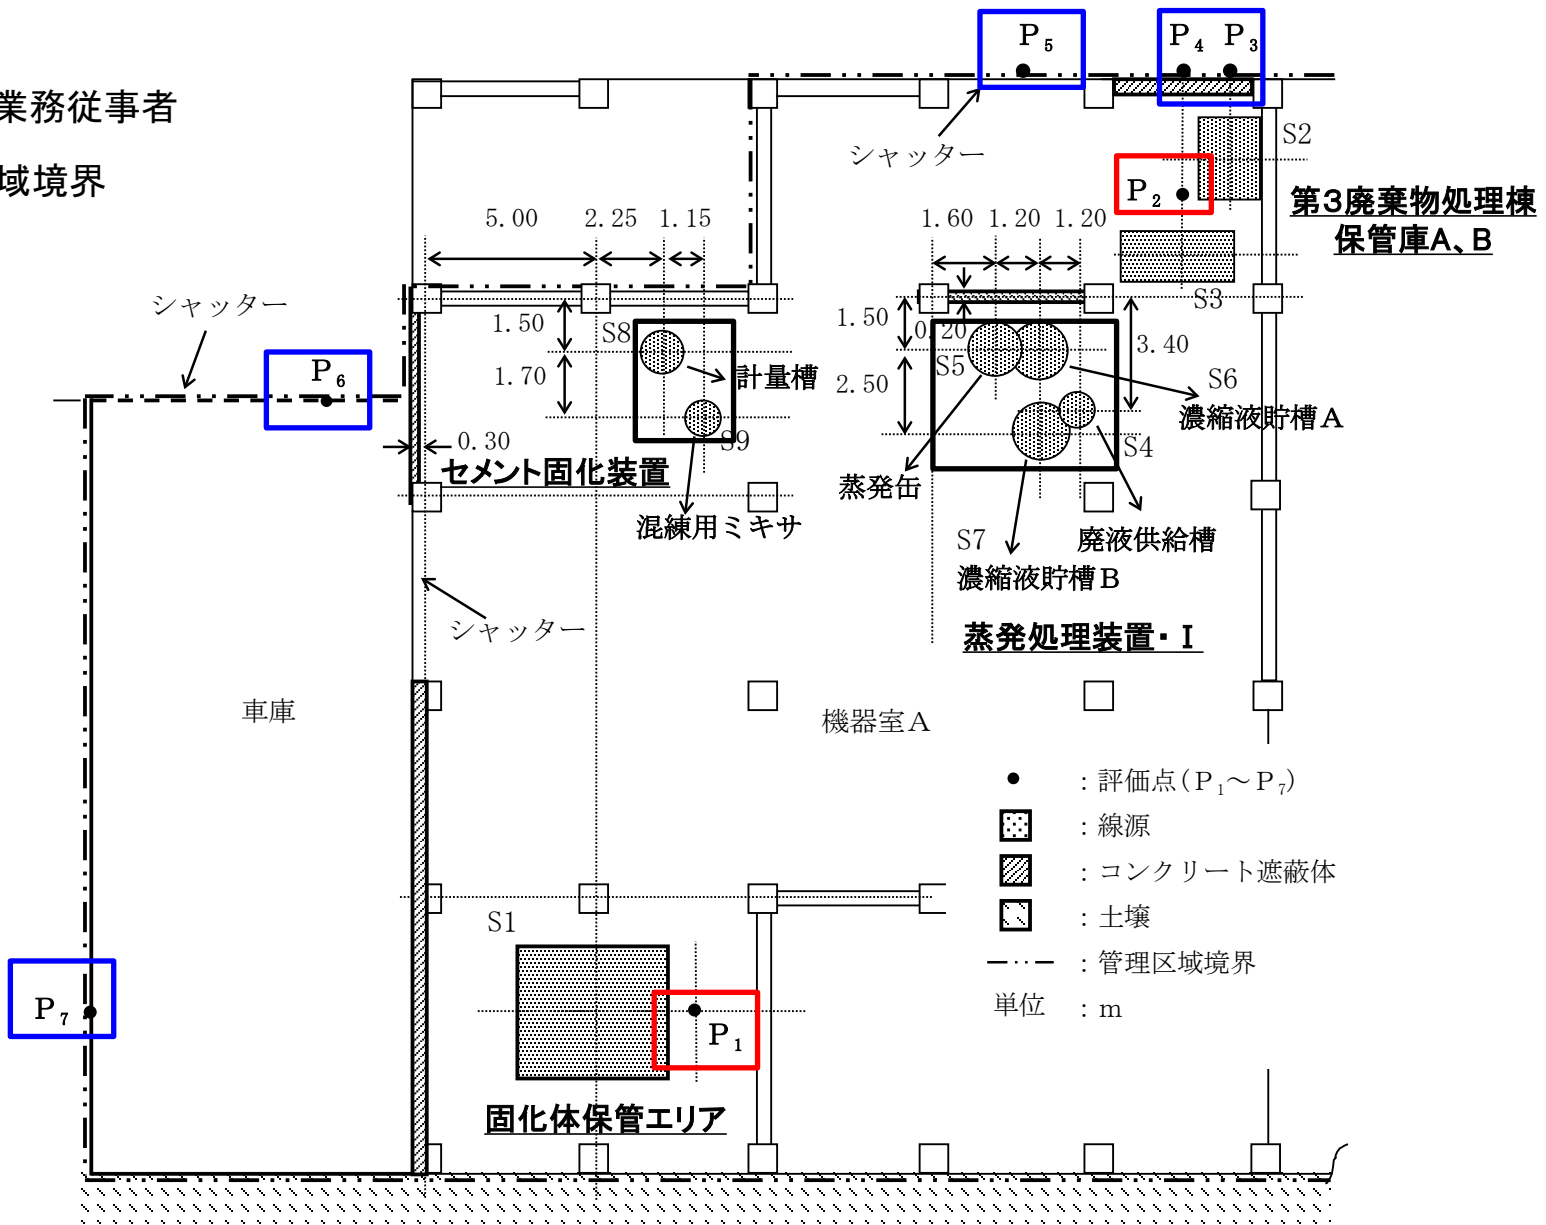 業務従事者
域境界
P5
P4 P3
シャッター
S2
P2
第3廃棄物処理棟
保管庫A、B
5.00 2.25 1.15
1.60 1.20 1.20
S3
シャッター
1.50
S8
1.50
0.20
3.40
P6
1.70
計量槽
S5
2.50
S6
濃縮液貯槽A
0.30
S9
S4
セメント固化装置
蒸発缶
混練用ミキサ
S7
廃液供給槽
濃縮液貯槽B
シャッター
蒸発処理装置・Ⅰ
車庫
機器室A
:評価点(P1～P7)
:線源
:コンクリート遮蔽体
:土壌
:管理区域境界
単位 :m
S1
P7
P1
固化体保管エリア